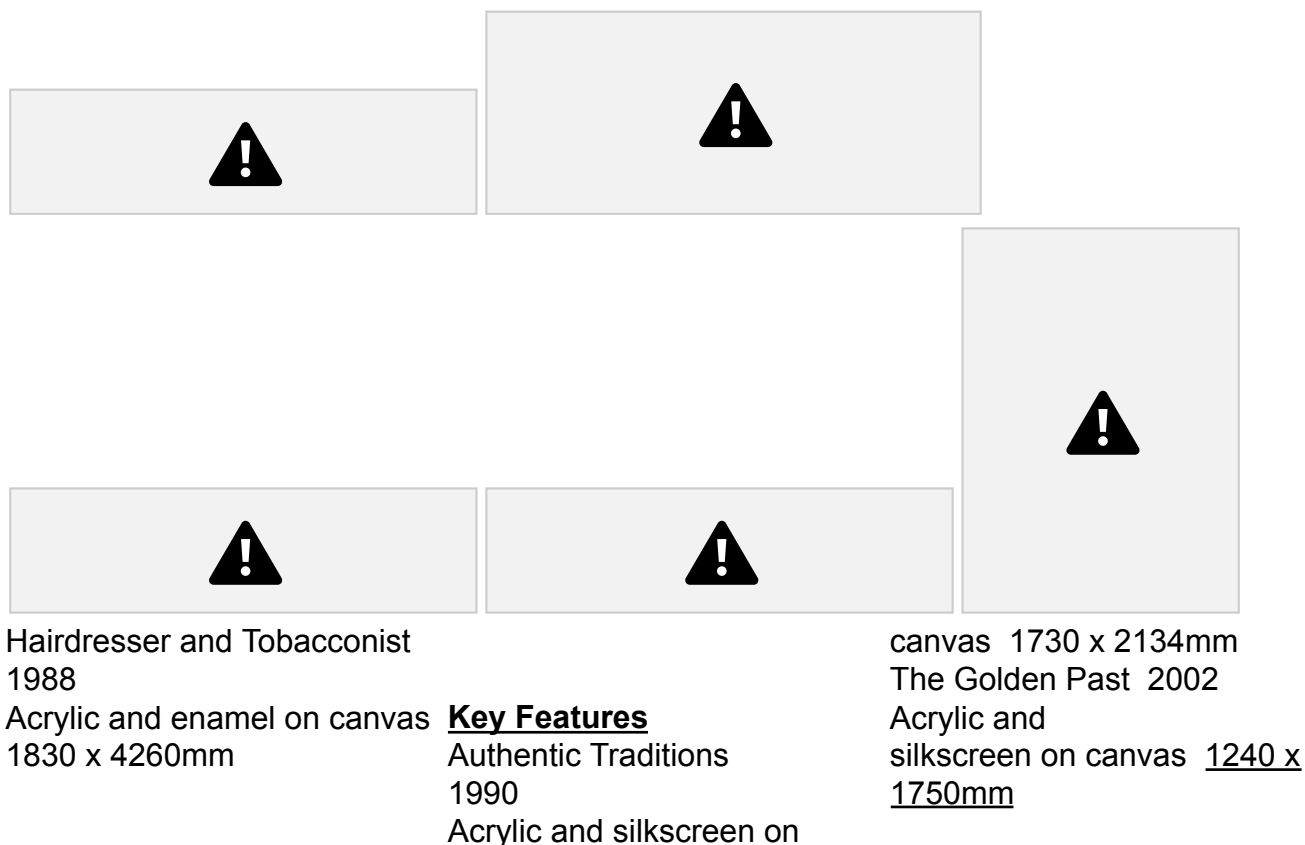 Hairdresser and Tobacconist
1988
Acrylic and enamel on canvas
1830 x 4260mm
Key Features
Authentic Traditions
1990
Acrylic and silkscreen on
canvas 1730 x 2134mm
The Golden Past 2002
Acrylic and
silkscreen on canvas 1240 x
1750mm